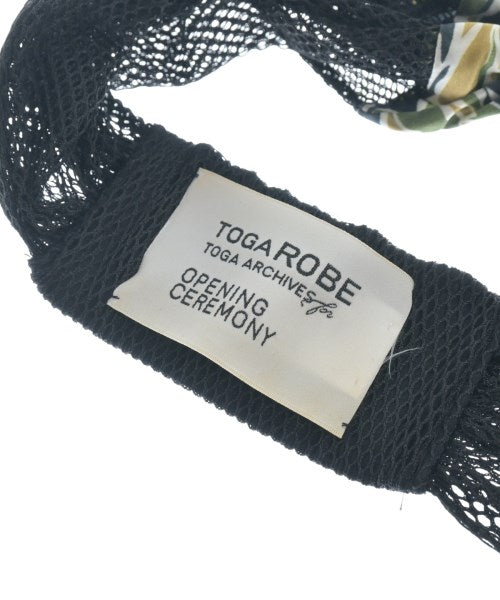 TOGA ROBE
TOGA ARCHIVES for
OPENING
CEREMONY